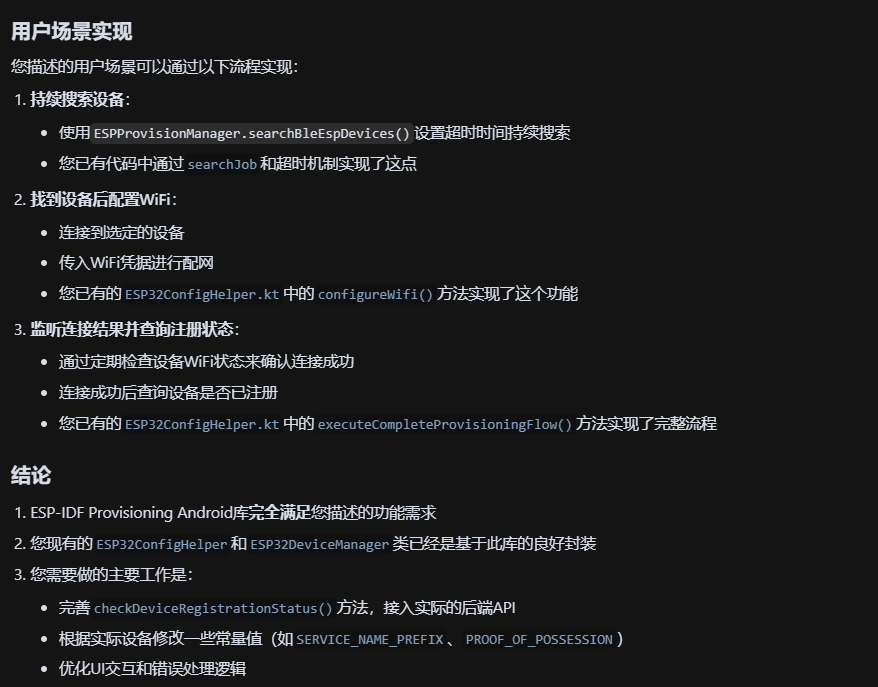 用户场景实现
您描述的用户场景可以通过以下流程实现：
1. 持续搜索设备：
• 使用 ESPProvisionManager.searchBleEspDevices() 设置超时时间持续搜索
• 您已有代码中通过 searchJob 和超时机制实现了这点
2. 找到设备后配置WiFi：
• 连接到选定的设备
• 传入WiFi凭据进行配网
• 您已有的 ESP32ConfigHelper.kt 中的 configureWifi() 方法实现了这个功能
3. 监听连接结果并查询注册状态：
• 通过定期检查设备WiFi状态来确认连接成功
• 连接成功后查询设备是否已注册
• 您已有的 ESP32ConfigHelper.kt 中的 executeCompleteProvisioningFlow() 方法实现了完整流程
结论
1. ESP-IDF Provisioning Android库完全满足您描述的功能需求
2. 您现有的 ESP32ConfigHelper 和 ESP32DeviceManager 类已经是基于此库的良好封装
3. 您需要做的主要工作是：
• 完善 checkDeviceRegistrationStatus() 方法，接入实际的后端API
• 根据实际设备修改一些常量值（如 SERVICE_NAME_PREFIX 、 PROOF_OF_POSSESSION ）
• 优化UI交互和错误处理逻辑